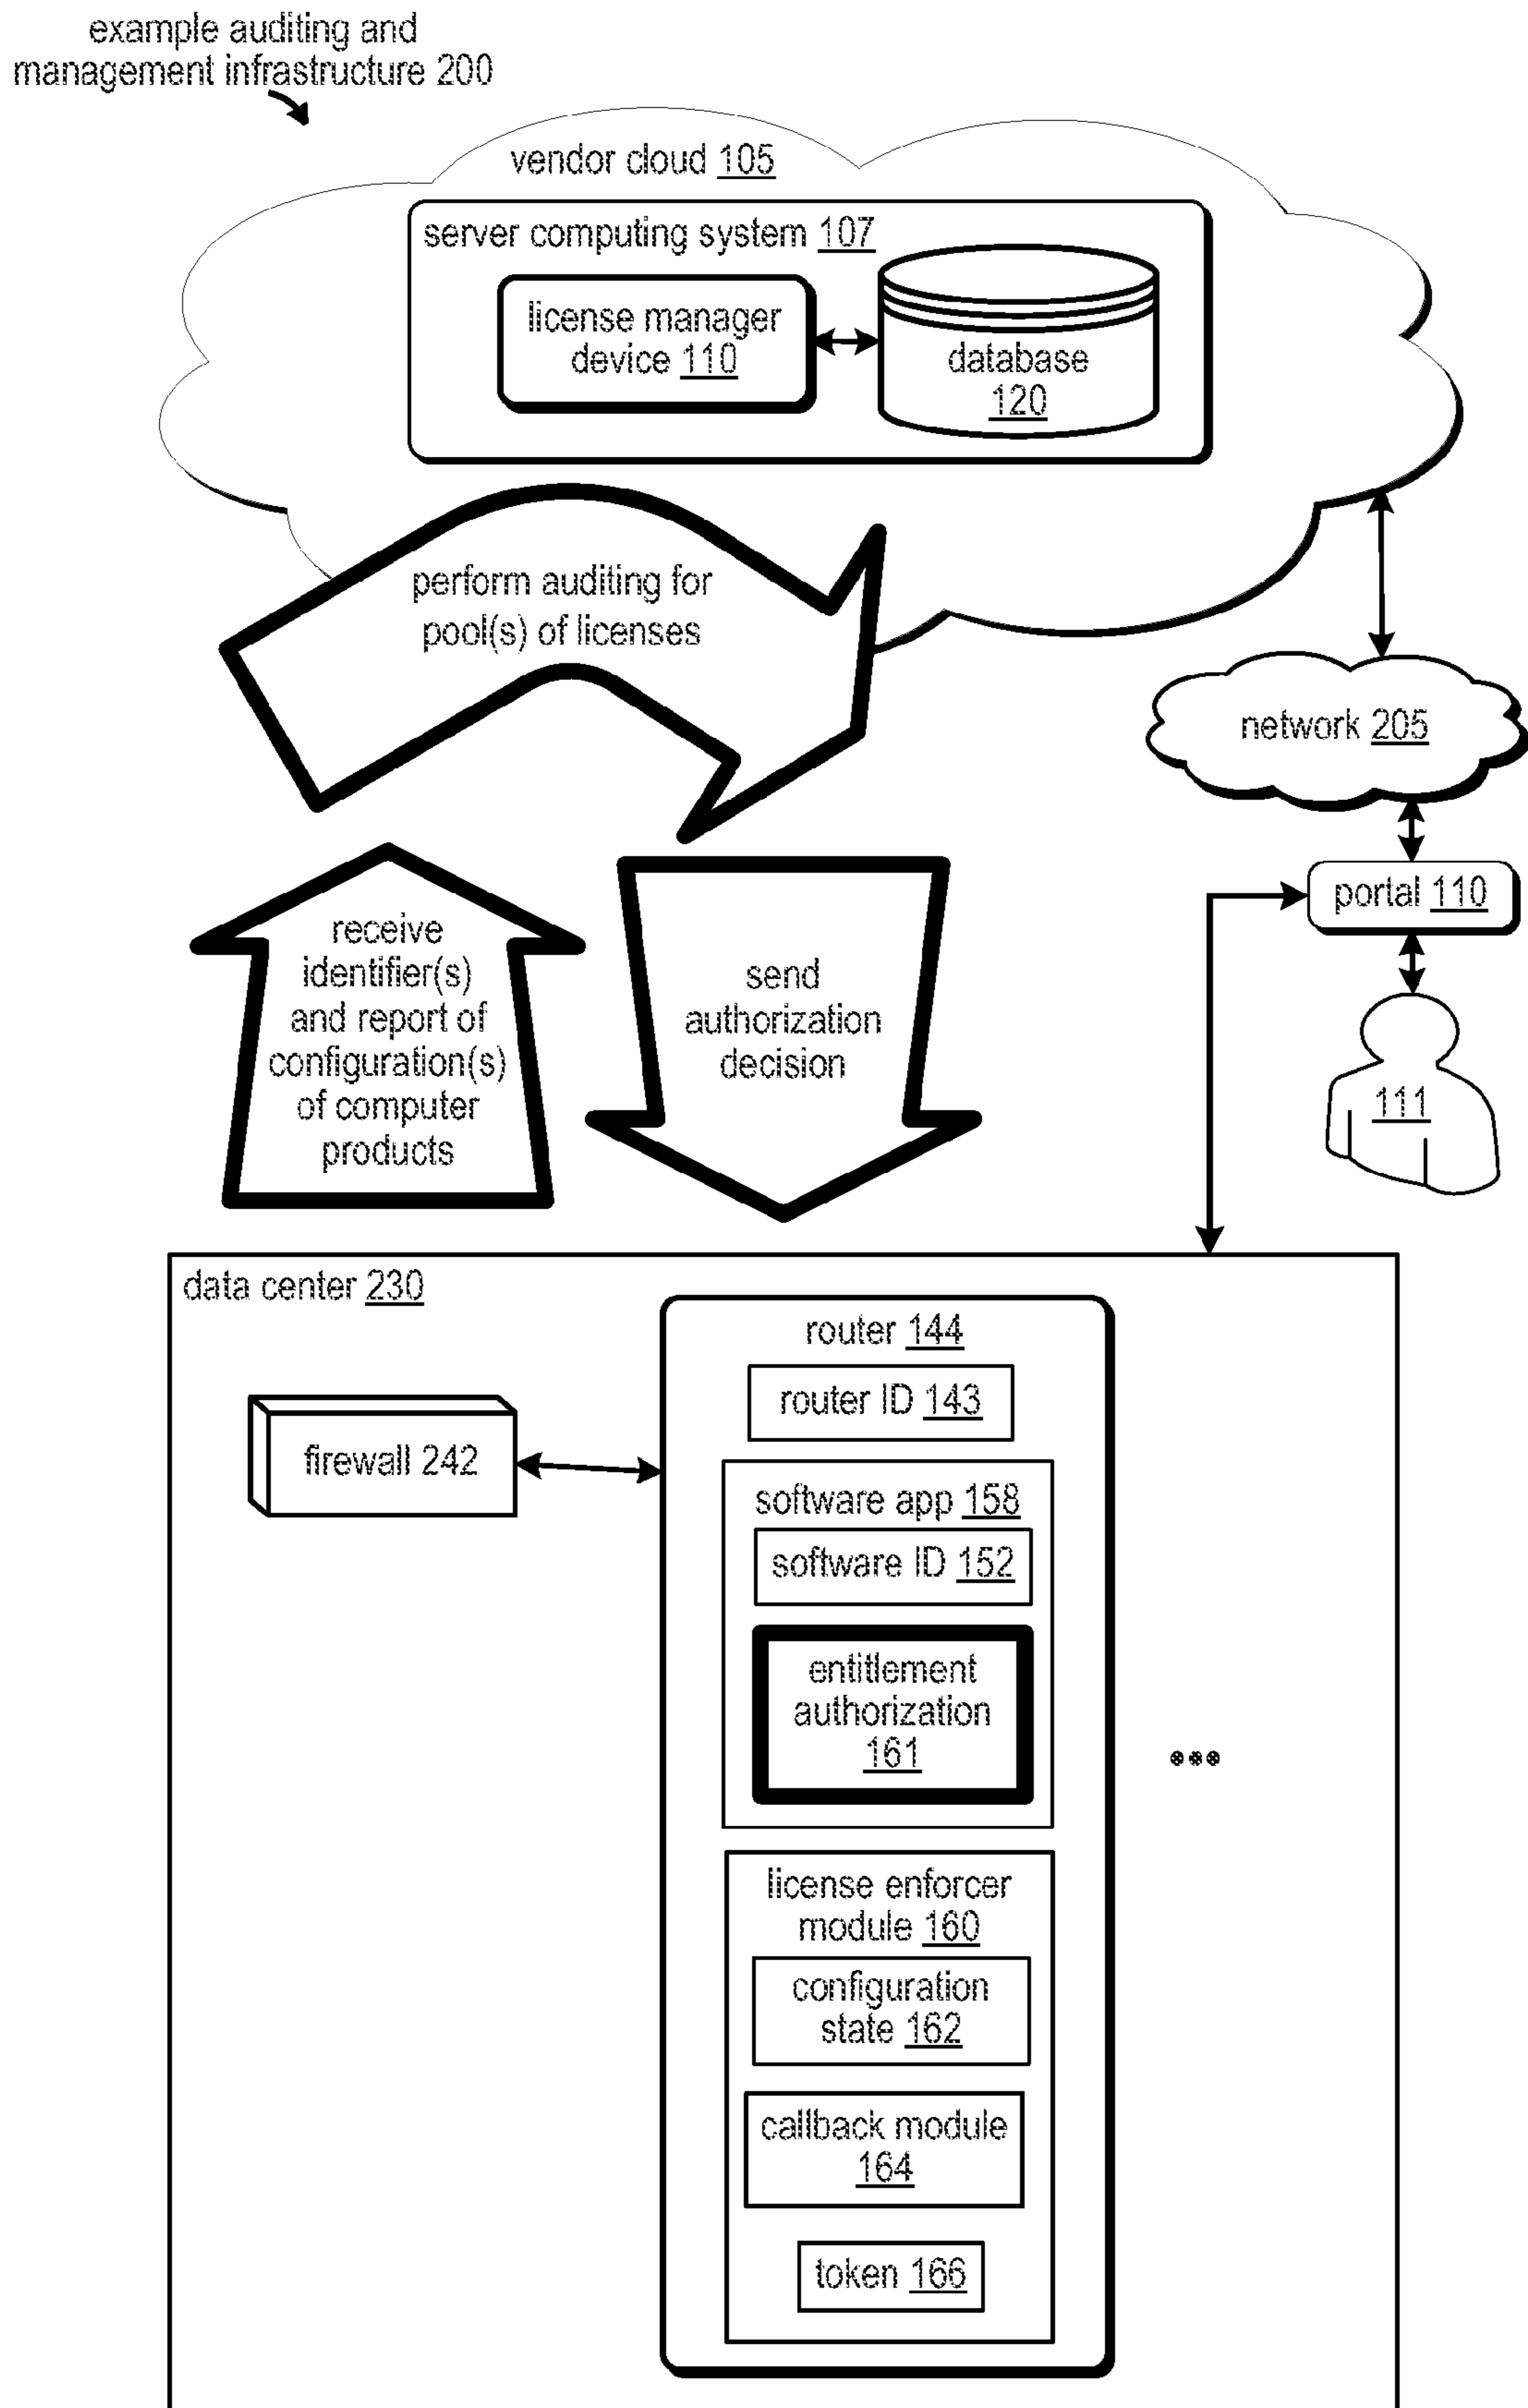 example auditing and
management infrastructure 200
vendor cloud 105
server computing system 107
license manager
device 110
database
120
perform auditing for
pool(s) of licenses
network 205
portal 110
111
receive
identifier(s)
and report of
configuration(s)
of computer
products
send
authorization
decision
data center 230
router 144
router ID 143
firewall 242
software app 158
software ID 152
entitlement
authorization
161
license enforcer
module 160
configuration
state 162
callback module
164
token 166